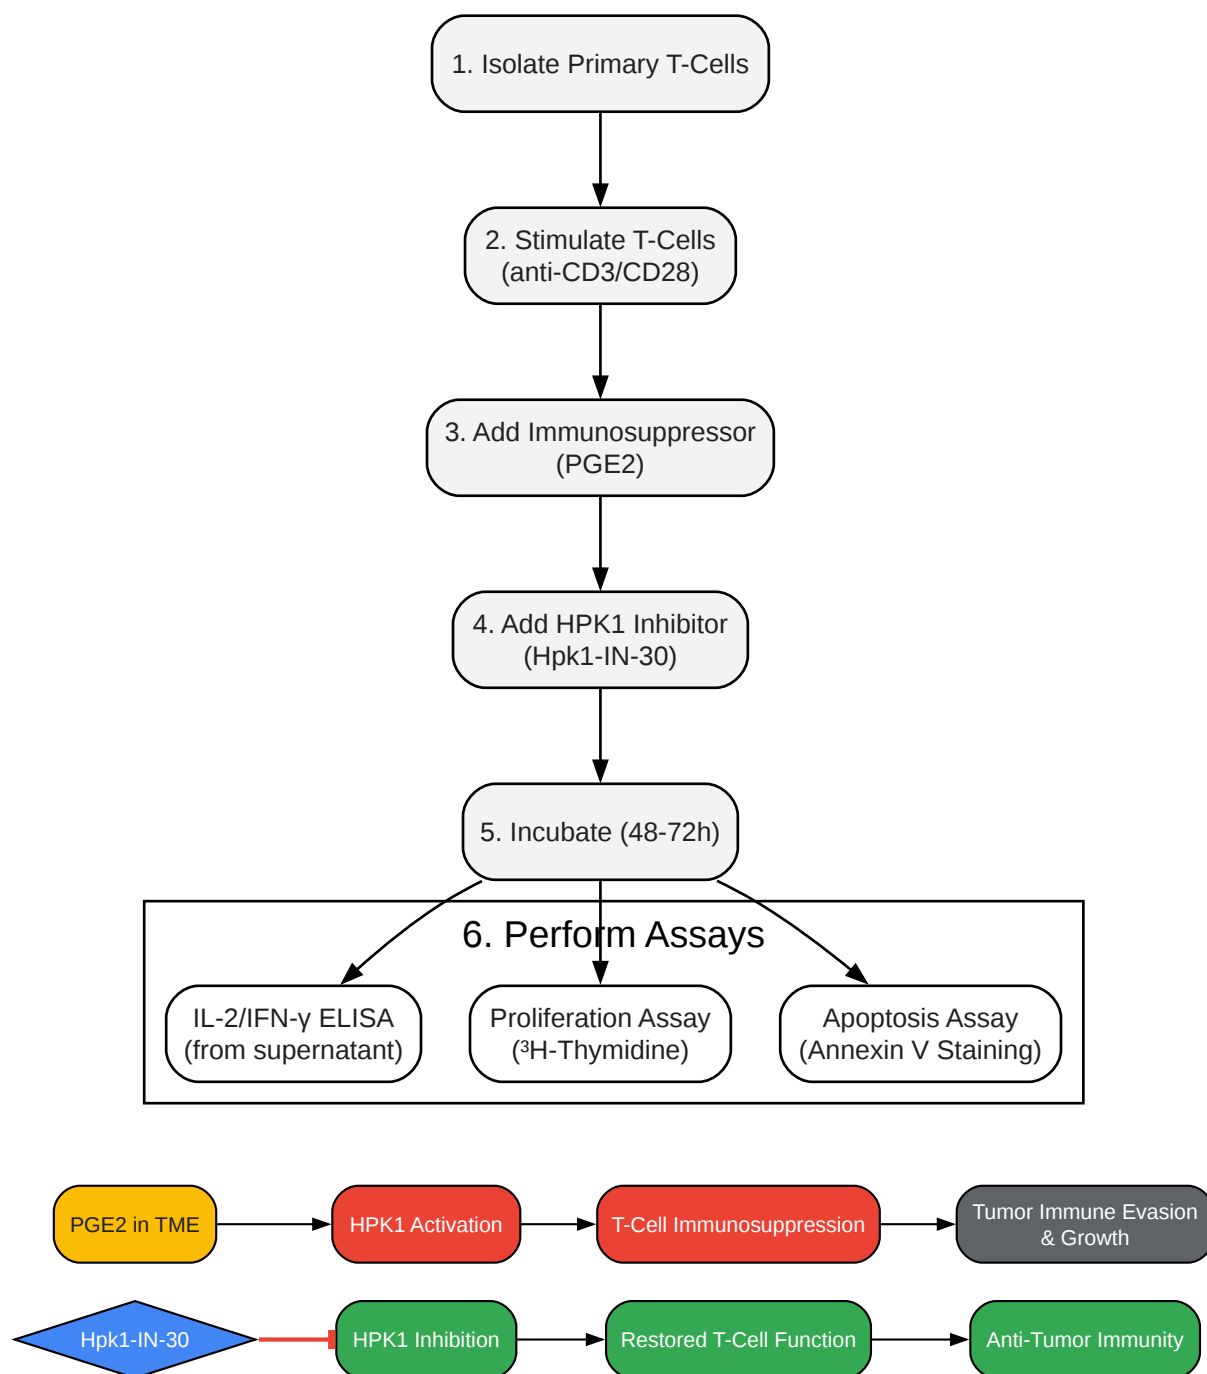 1. Isolate Primary T-Cells
2. Stimulate T-Cells
(anti-CD3/CD28)
3. Add Immunosuppressor
(PGE2)
4. Add HPK1 Inhibitor
(Hpk1-IN-30)
5. Incubate (48-72h)
6. Perform Assays
IL-2/IFN-γ ELISA
(from supernatant)
Proliferation Assay
(³H-Thymidine)
Apoptosis Assay
(Annexin V Staining)
PGE2 in TME
HPK1 Activation
T-Cell Immunosuppression
Tumor Immune Evasion
& Growth
Hpk1-IN-30
HPK1 Inhibition
Restored T-Cell Function
Anti-Tumor Immunity